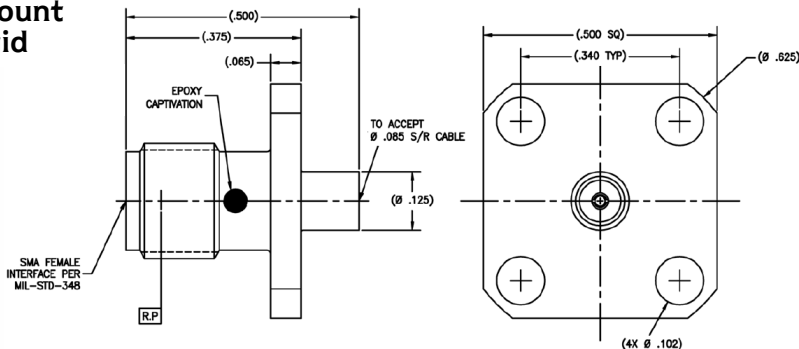 ount
id
(.500)
(.375)
(.065)
EPOXY
CAPTIVATION
TO ACCEPT
Ø .085 S/R CABLE
(Ø .125)
SMA FEMALE
INTERFACE PER
MIL-STD-348
R.P
(.500 SQ)
(.340 TYP)
(Ø .625)
(4X Ø .102)